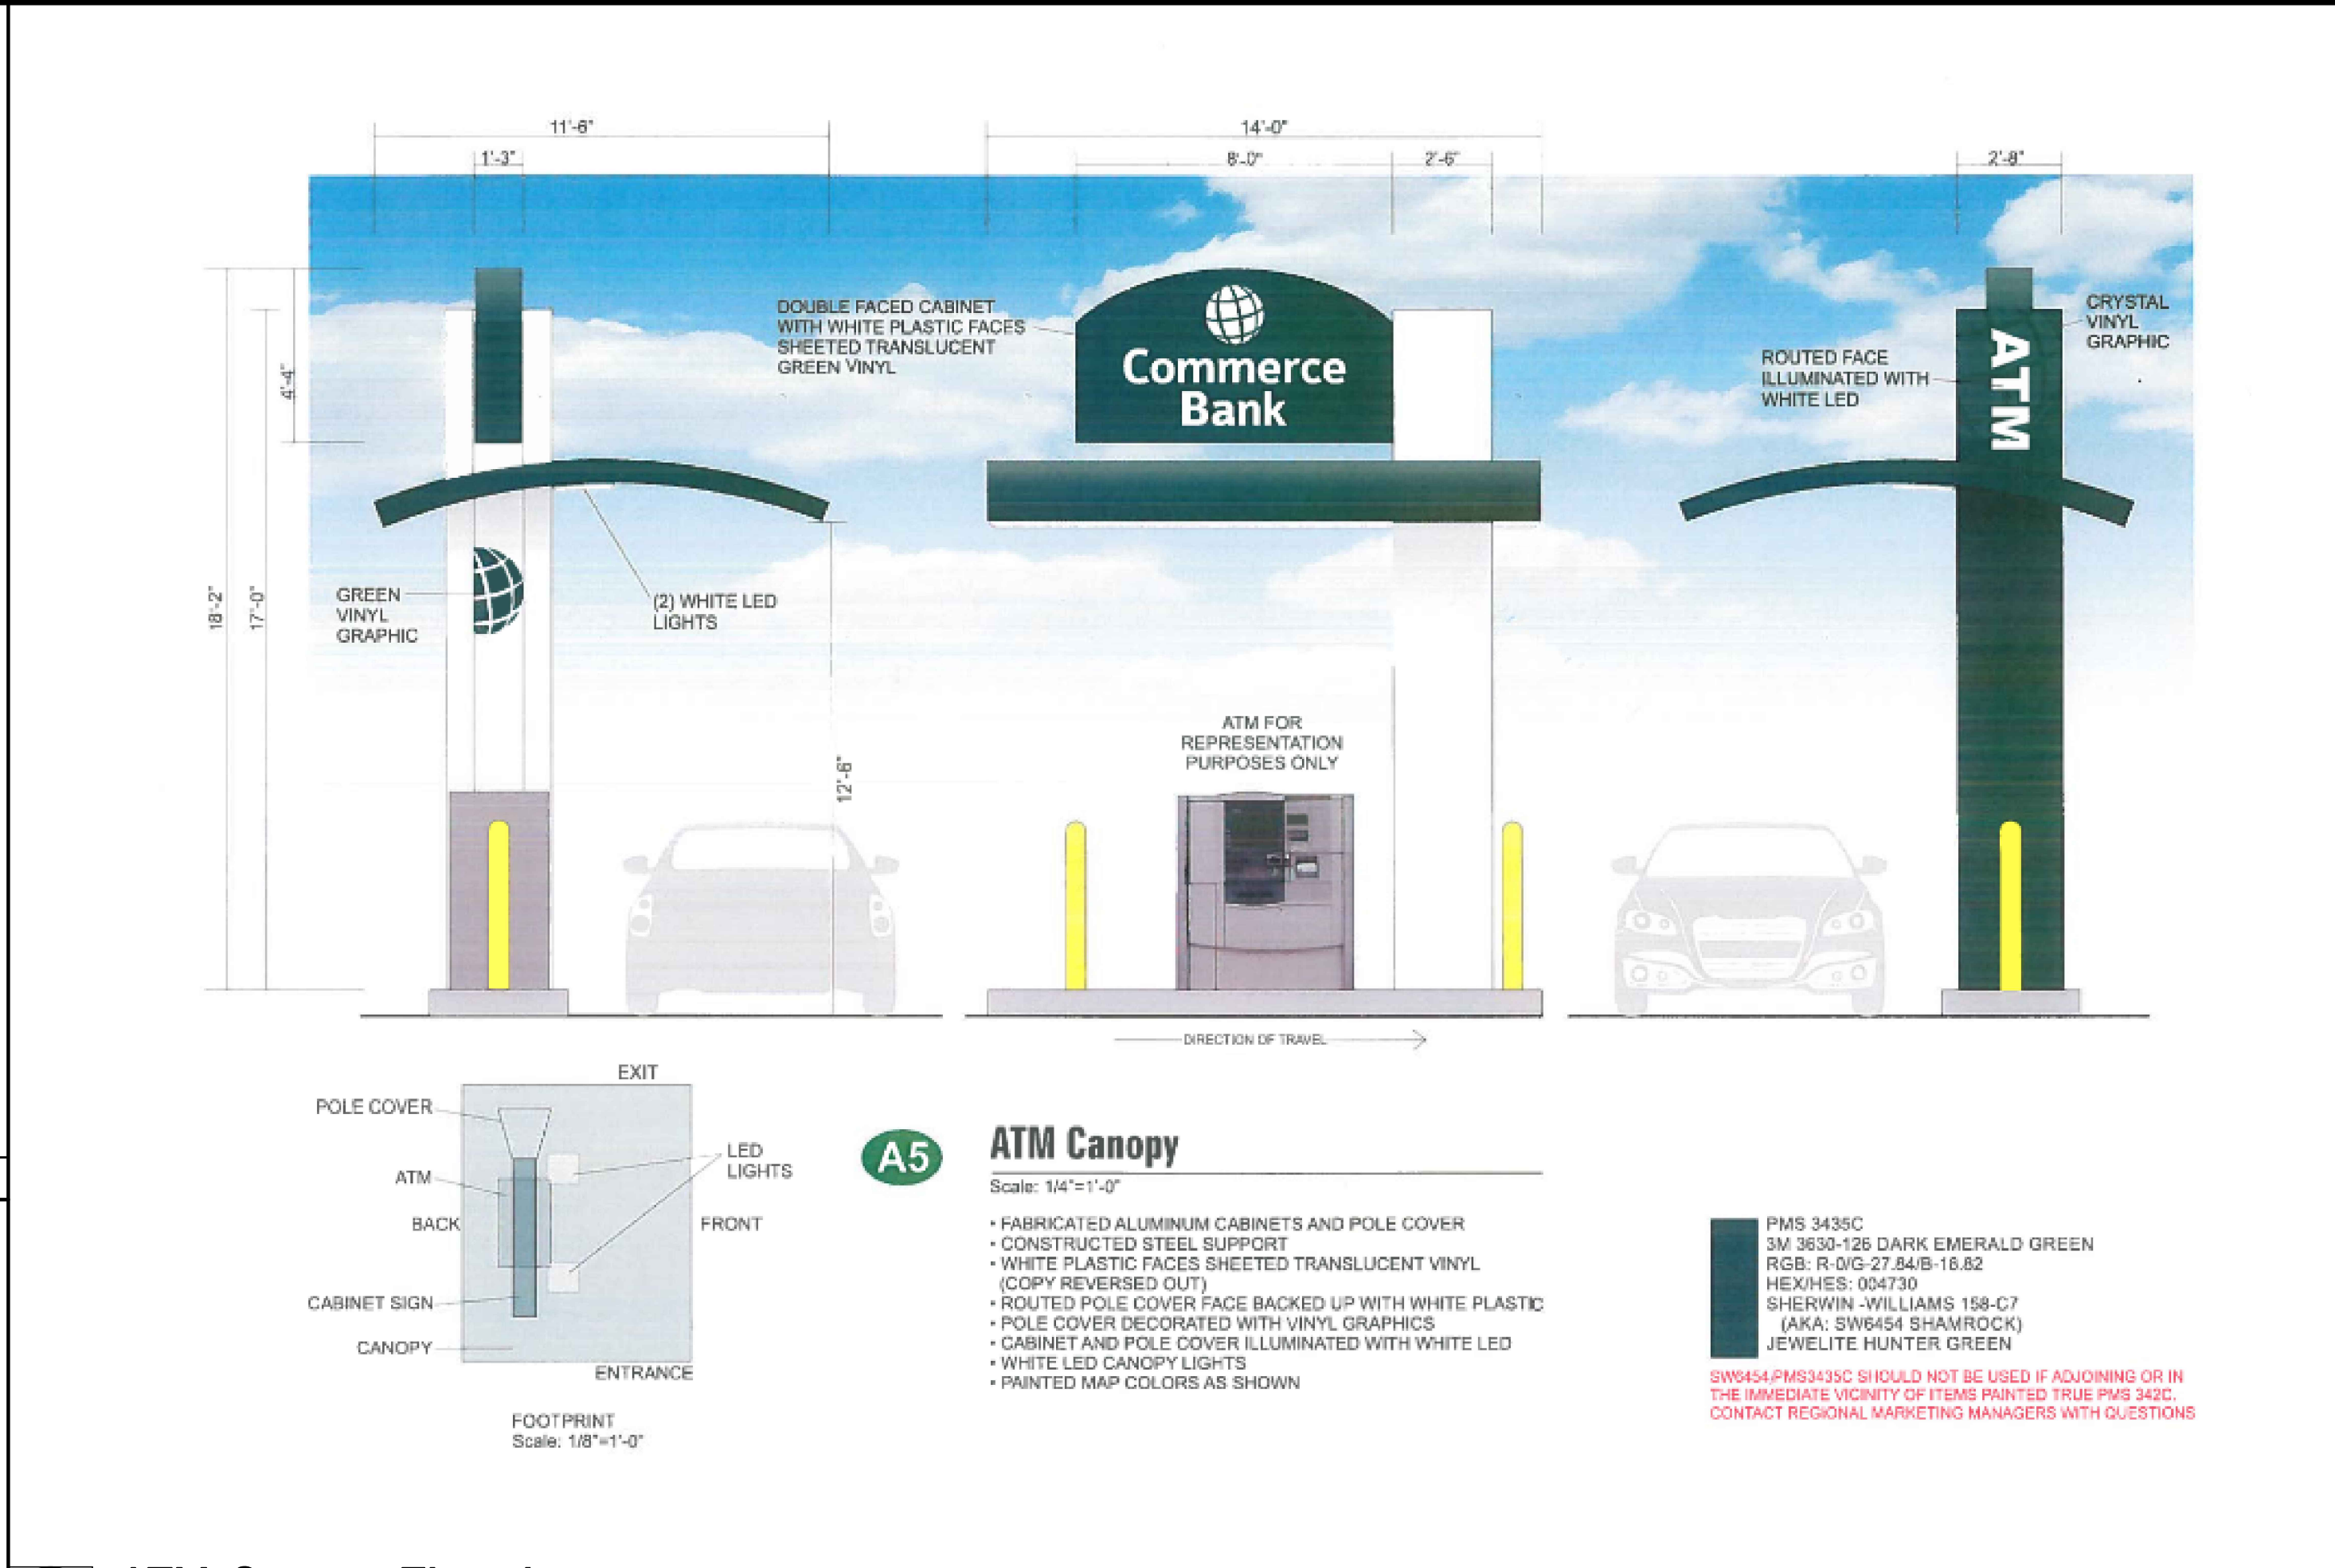 11'-6"
14'-0"
1'-3"
8'-0"
2'-6"
2'-8"
DOUBLE FACED CABINET
WITH WHITE PLASTIC FACES
SHEETED TRANSLUCENT
GREEN VINYL
Commerce
Bank
CRYSTAL
VINYL
GRAPHIC
ROUTED FACE
ILLUMINATED WITH
WHITE LED
ATM
4'-4"
18'-2"
17'-0"
GREEN
VINYL
GRAPHIC
(2) WHITE LED
LIGHTS
12'-6"
ATM FOR
REPRESENTATION
PURPOSES ONLY
DIRECTION OF TRAVEL
EXIT
POLE COVER
LED
LIGHTS
ATM
BACK
FRONT
CABINET SIGN
CANOPY
ENTRANCE
FOOTPRINT
Scale: 1/8"=1'-0"
A5
ATM Canopy
Scale: 1/4"=1'-0"
• FABRICATED ALUMINUM CABINETS AND POLE COVER
• CONSTRUCTED STEEL SUPPORT
• WHITE PLASTIC FACES SHEETED TRANSLUCENT VINYL
(COPY REVERSED OUT)
• ROUTED POLE COVER FACE BACKED UP WITH WHITE PLASTIC
• POLE COVER DECORATED WITH VINYL GRAPHICS
• CABINET AND POLE COVER ILLUMINATED WITH WHITE LED
• WHITE LED CANOPY LIGHTS
• PAINTED MAP COLORS AS SHOWN
PMS 3435C
3M 3630-126 DARK EMERALD GREEN
RGB: R-0/G-27.84/B-16.82
HEX/HES: 004730
SHERWIN -WILLIAMS 158-C7
(AKA: SW6454 SHAMROCK)
JEWELITE HUNTER GREEN
SW6454/PMS3435C SHOULD NOT BE USED IF ADJOINING OR IN
THE IMMEDIATE VICINITY OF ITEMS PAINTED TRUE PMS 342C.
CONTACT REGIONAL MARKETING MANAGERS WITH QUESTIONS